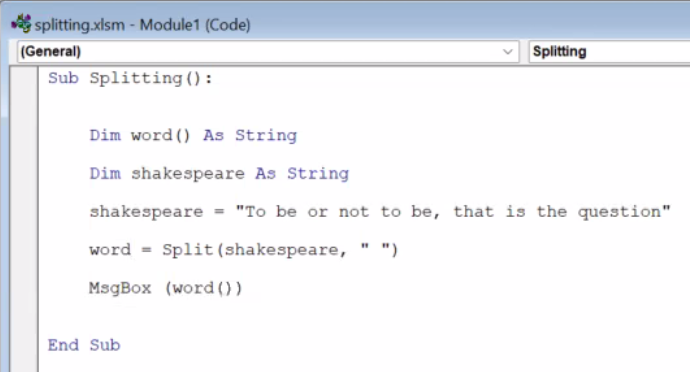 splitting.xlsm - Module1 (Code)
(General) Splitting
Sub Splitting():
Dim word() As String
Dim shakespeare As String
shakespeare = "To be or not to be, that is the question"
word = Split(shakespeare, " ")
MsgBox (word())
End Sub